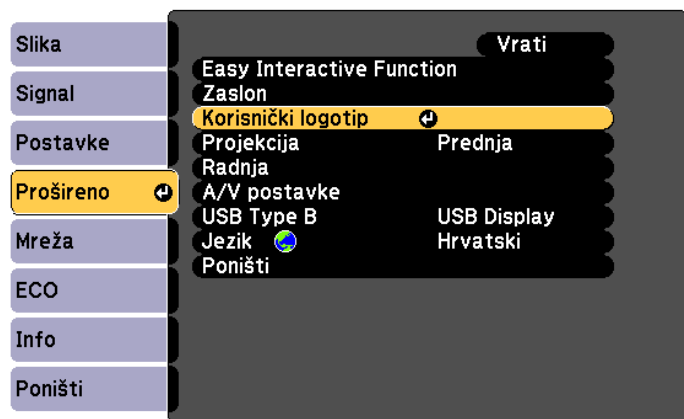 Slika
Signal
Postavke
Prošireno
Mreža
ECO
Info
Poništi
Vrati
Easy Interactive Function
Zaslon
Korisnički logotip
Projekcija Prednja
Radnja
A/V postavke
USB Type B USB Display
Jezik Hrvatski
Poništi